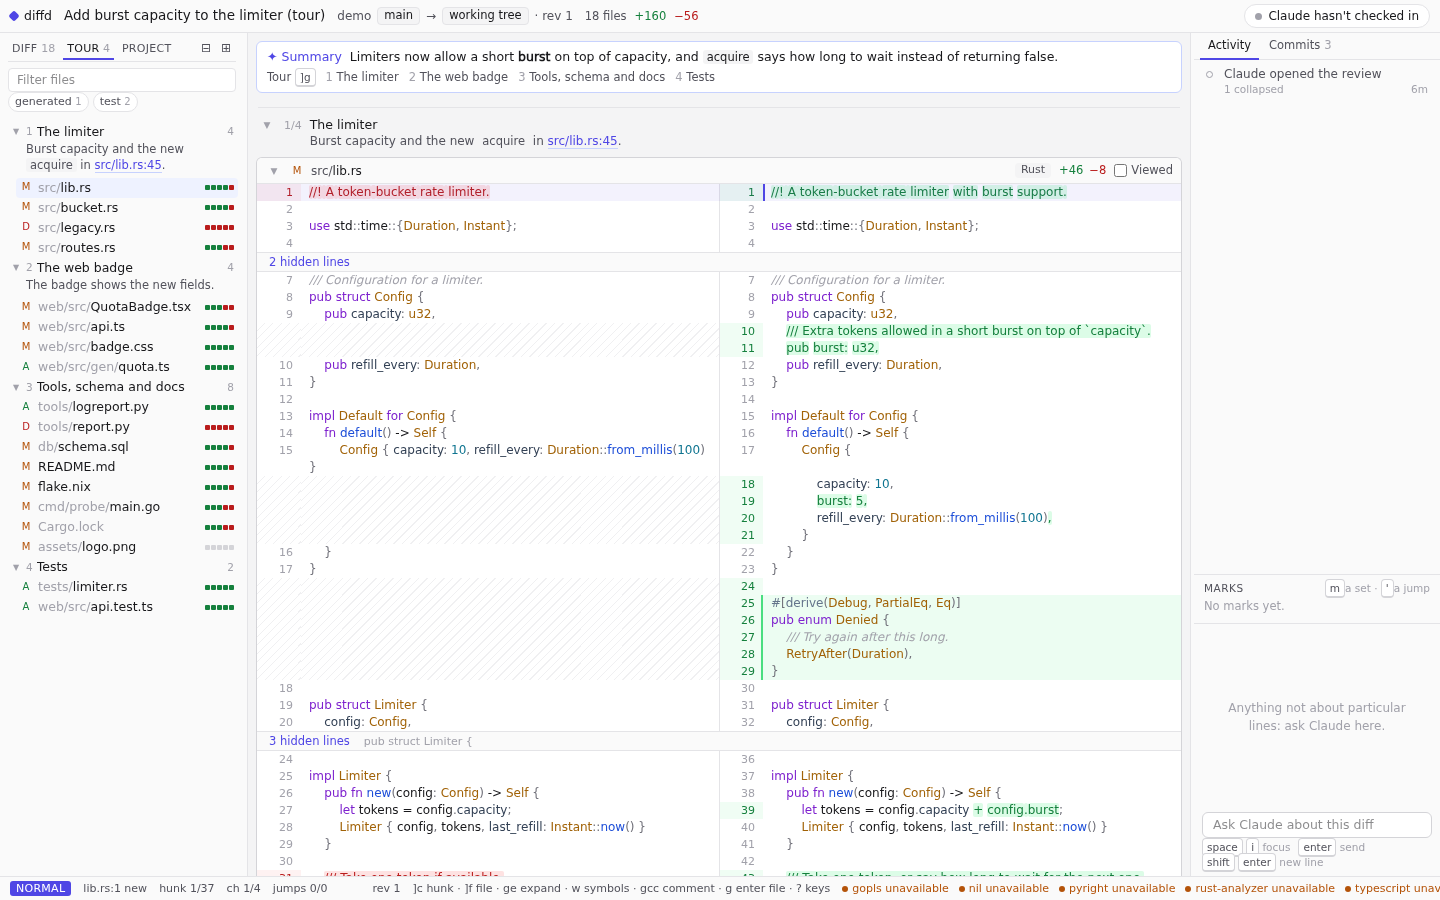 diffd Add burst capacity to the limiter (tour) demo main → working tree · rev 1 18 files +160 −56 Claude hasn't checked in
DIFF 18 TOUR 4 PROJECT
Filter files
generated 1 test 2
1 The limiter 4
Burst capacity and the new
acquire in src/lib.rs:45.
M src/lib.rs
M src/bucket.rs
D src/legacy.rs
M src/routes.rs
2 The web badge 4
The badge shows the new fields.
M web/src/QuotaBadge.tsx
M web/src/api.ts
M web/src/badge.css
A web/src/gen/quota.ts
3 Tools, schema and docs 8
A tools/logreport.py
D tools/report.py
M db/schema.sql
M README.md
M flake.nix
M cmd/probe/main.go
M Cargo.lock
M assets/logo.png
4 Tests 2
A tests/limiter.rs
A web/src/api.test.ts
Summary Limiters now allow a short burst on top of capacity, and acquire says how long to wait instead of returning false.
Tour ]g 1 The limiter 2 The web badge 3 Tools, schema and docs 4 Tests
1/4 The limiter
Burst capacity and the new acquire in src/lib.rs:45.
M src/lib.rs Rust +46 −8 Viewed
1 //! A token-bucket rate limiter. 1 //! A token-bucket rate limiter with burst support.
2 2
3 use std::time::{Duration, Instant}; 3 use std::time::{Duration, Instant};
4 4
2 hidden lines
7 /// Configuration for a limiter. 7 /// Configuration for a limiter.
8 pub struct Config { 8 pub struct Config {
9 pub capacity: u32, 9 pub capacity: u32,
10 /// Extra tokens allowed in a short burst on top of `capacity`.
11 pub burst: u32,
10 pub refill_every: Duration, 12 pub refill_every: Duration,
11 } 13 }
12 14
13 impl Default for Config { 15 impl Default for Config {
14 fn default() -> Self { 16 fn default() -> Self {
15 Config { capacity: 10, refill_every: Duration::from_millis(100) 17 Config {
}
18 capacity: 10,
19 burst: 5,
20 refill_every: Duration::from_millis(100),
21 }
16 } 22 }
17 } 23 }
24
25 #[derive(Debug, PartialEq, Eq)]
26 pub enum Denied {
27 /// Try again after this long.
28 RetryAfter(Duration),
29 }
18 30
19 pub struct Limiter { 31 pub struct Limiter {
20 config: Config, 32 config: Config,
3 hidden lines pub struct Limiter {
24 36
25 impl Limiter { 37 impl Limiter {
26 pub fn new(config: Config) -> Self { 38 pub fn new(config: Config) -> Self {
27 let tokens = config.capacity; 39 let tokens = config.capacity + config.burst;
28 Limiter { config, tokens, last_refill: Instant::now() } 40 Limiter { config, tokens, last_refill: Instant::now() }
29 } 41 }
30 42
Activity Commits 3
Claude opened the review
1 collapsed 6m
MARKS m a set · ' a jump
No marks yet.
Anything not about particular
lines: ask Claude here.
Ask Claude about this diff
space i focus enter send
shift enter new line
NORMAL lib.rs:1 new hunk 1/37 ch 1/4 jumps 0/0 rev 1 ]c hunk · ]f file · ge expand · w symbols · gcc comment · g enter file · ? keys gopls unavailable nil unavailable pyright unavailable rust-analyzer unavailable typescript unav